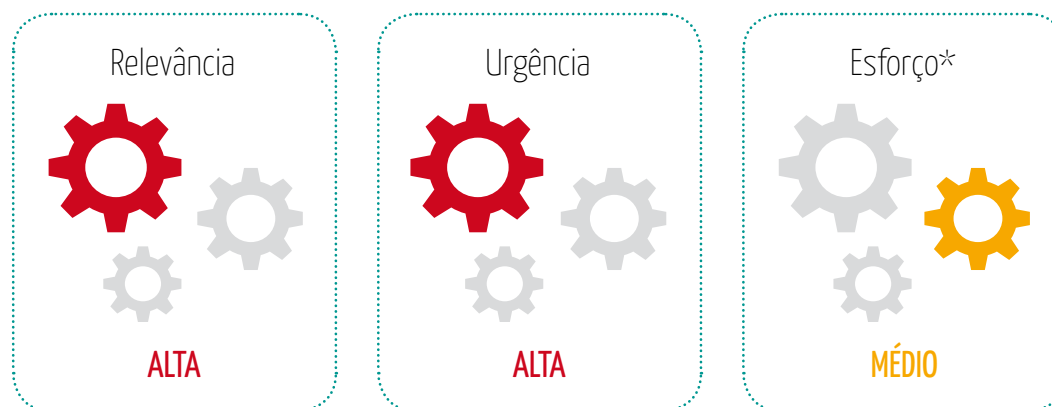 Relevância
Urgência
Esforço*
ALTA
ALTA
MÉDIO